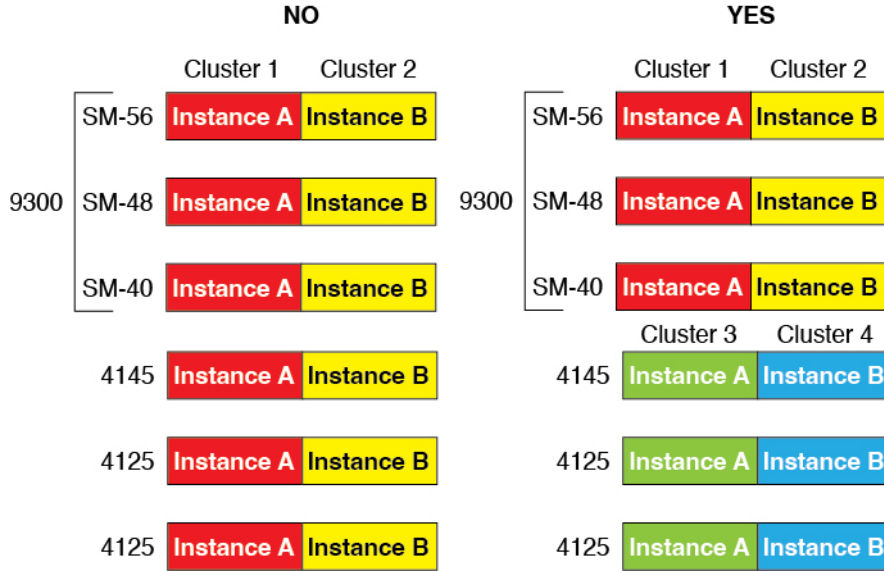 NO YES
Cluster 1 Cluster 2 Cluster 1 Cluster 2
SM-56 Instance A Instance B SM-56 Instance A Instance B
9300 SM-48 Instance A Instance B 9300 SM-48 Instance A Instance B
SM-40 Instance A Instance B SM-40 Instance A Instance B
Cluster 3 Cluster 4
4145 Instance A Instance B 4145 Instance A Instance B
4125 Instance A Instance B 4125 Instance A Instance B
4125 Instance A Instance B 4125 Instance A Instance B